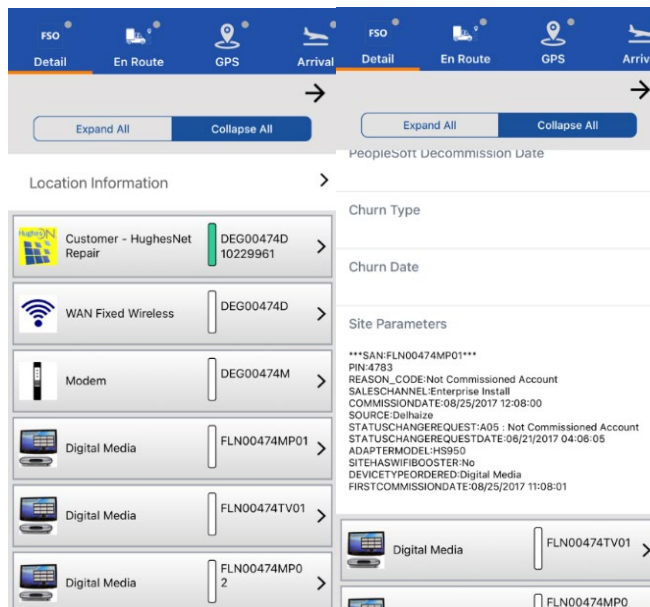 FSO
Detail
En Route
GPS
Arrival
Expand All
Collapse All
Location Information
HughesON
Customer - HughesNet
Repair
DEG00474D
10229961
WAN Fixed Wireless
DEG00474D
Modem
DEG00474M
Digital Media
FLN00474MP01
Digital Media
FLN00474TV01
Digital Media
FLN00474MP0
2
FSO
Detail
En Route
GPS
Arriv
Expand All
Collapse All
PeopleSoft Decommission Date
Churn Type
Churn Date
Site Parameters
***SAN:FLN00474MP01***
PIN:4783
REASON_CODE:Not Commissioned Account
SALESCHANNEL:Enterprise Install
COMMISSIONDATE:08/25/2017 12:08:00
SOURCE:Delhaize
STATUSCHANGEREQUEST:A05 : Not Commissioned Account
STATUSCHANGEREQUESTDATE:06/21/2017 04:06:05
ADAPTERMODEL:HS950
SITEHASWIFIBOOSTER:No
DEVICETYPEORDERED:Digital Media
FIRSTCOMMISSIONDATE:08/25/2017 11:08:01
Digital Media
FLN00474TV01
FLN00474MP0